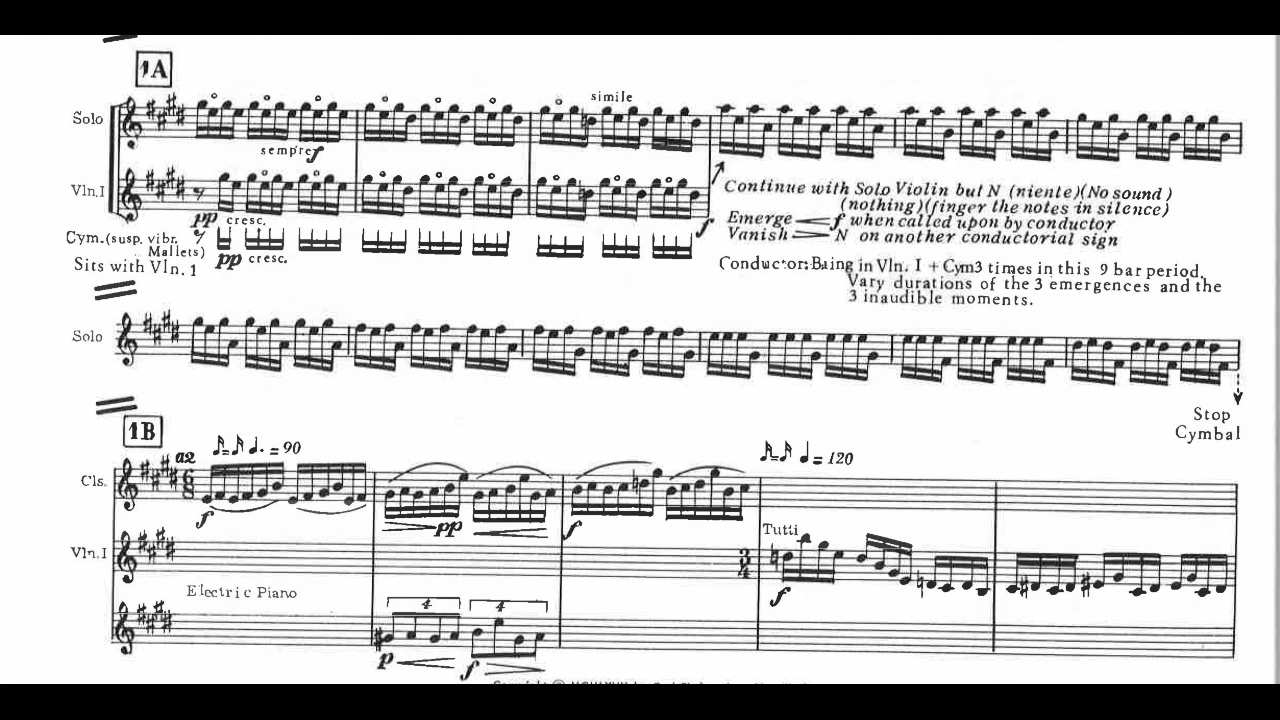 1A
Solo
simile
sempre f
Vln.I
pp cresc.
f
Continue with Solo Violin but N (niente)(No sound)
(nothing)(finger the notes in silence)
Emerge < f when called upon by conductor
Vanish > N on another conductorial sign
Cym.(susp. vibr.
Mallets)
Sits with Vln.1
pp cresc.
Conductor: Bring in Vln. I + Cym 3 times in this 9 bar period.
Vary durations of the 3 emergences and the
3 inaudible moments.
Solo
Stop
Cymbal
1B
a2
= 90
= 120
Cls.
6
8
f
pp
f
Vln.I
Tutti
3
4
f
Electric Piano
4
4
p
f